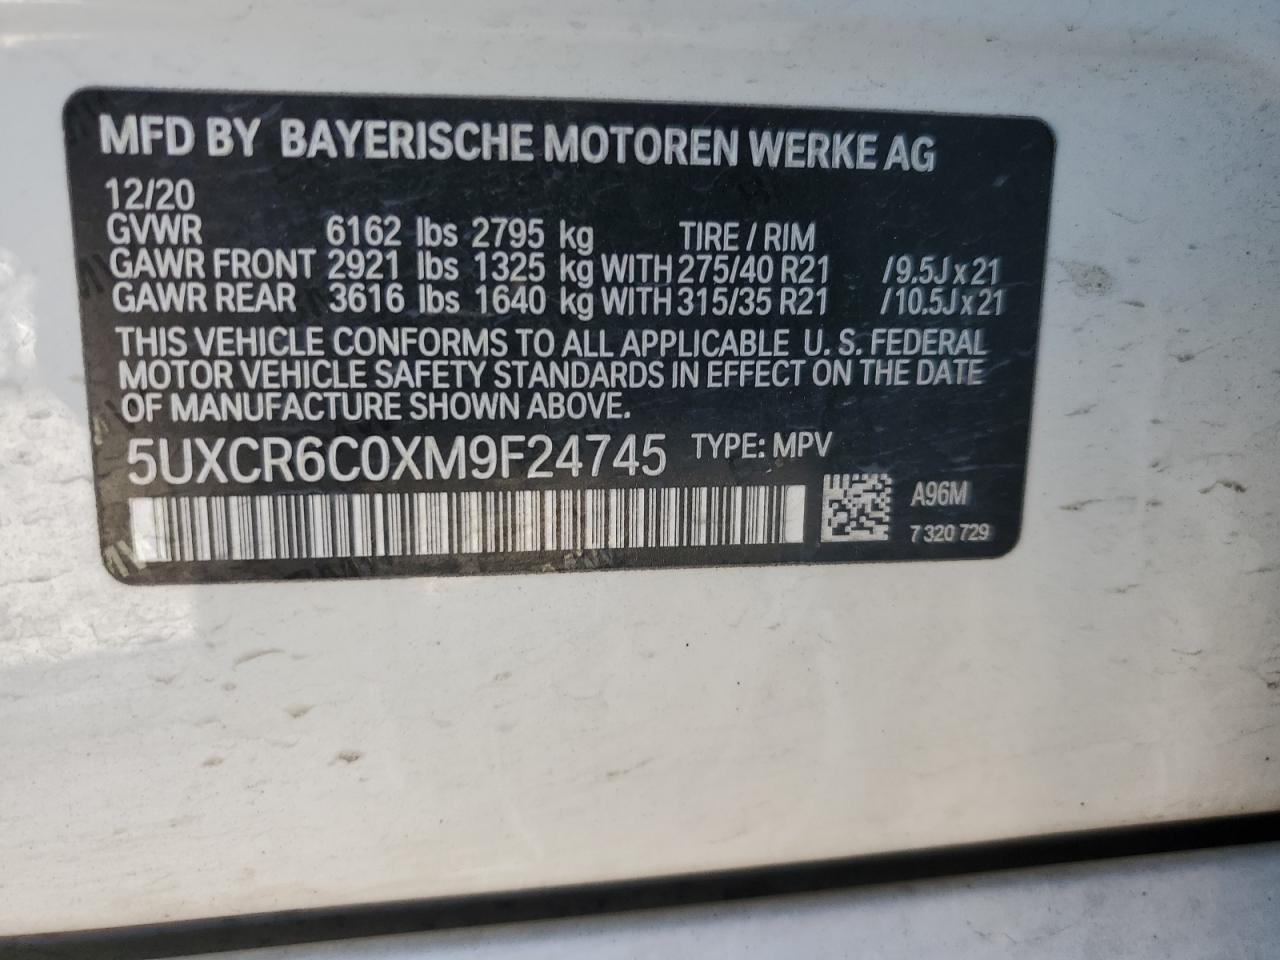 MFD BY BAYERISCHE MOTOREN WERKE AG
12/20
GVWR 6162 lbs 2795 kg TIRE / RIM
GAWR FRONT 2921 lbs 1325 kg WITH 275/40 R21 /9.5J x 21
GAWR REAR 3616 lbs 1640 kg WITH 315/35 R21 /10.5J x 21
THIS VEHICLE CONFORMS TO ALL APPLICABLE U. S. FEDERAL
MOTOR VEHICLE SAFETY STANDARDS IN EFFECT ON THE DATE
OF MANUFACTURE SHOWN ABOVE.
5UXCR6C0XM9F24745 TYPE: MPV
A96M
7 320 729